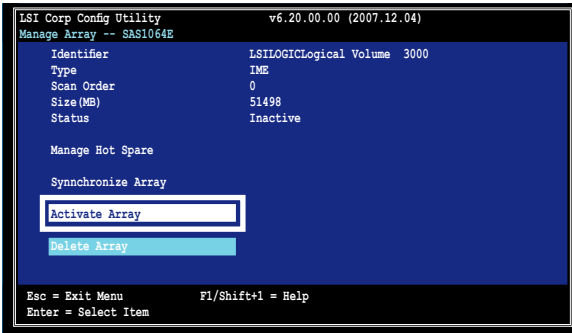 LSI Corp Config Utility v6.20.00.00 (2007.12.04)
Manage Array -- SAS1064E
Identifier LSILOGICLogical Volume 3000
Type IME
Scan Order 0
Size(MB) 51498
Status Inactive
Manage Hot Spare
Synnchronize Array
Activate Array
Delete Array
Esc = Exit Menu F1/Shift+1 = Help
Enter = Select Item